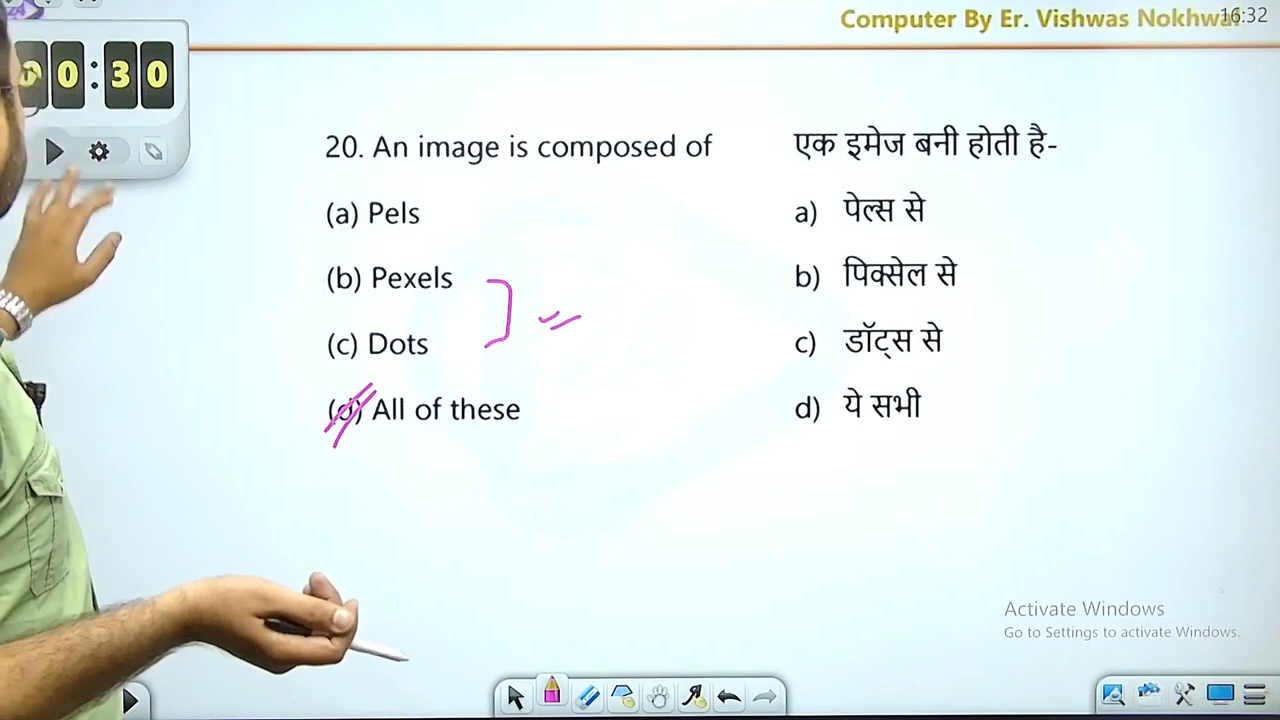 Computer By Er. Vishwas Nokhwal
16:32
00:30
20. An image is composed of
(a) Pels
(b) Pexels
(c) Dots
(d) All of these
एक इमेज बनी होती है-
a) पेल्स से
b) पिक्सेल से
c) डॉट्स से
d) ये सभी
Activate Windows
Go to Settings to activate Windows.